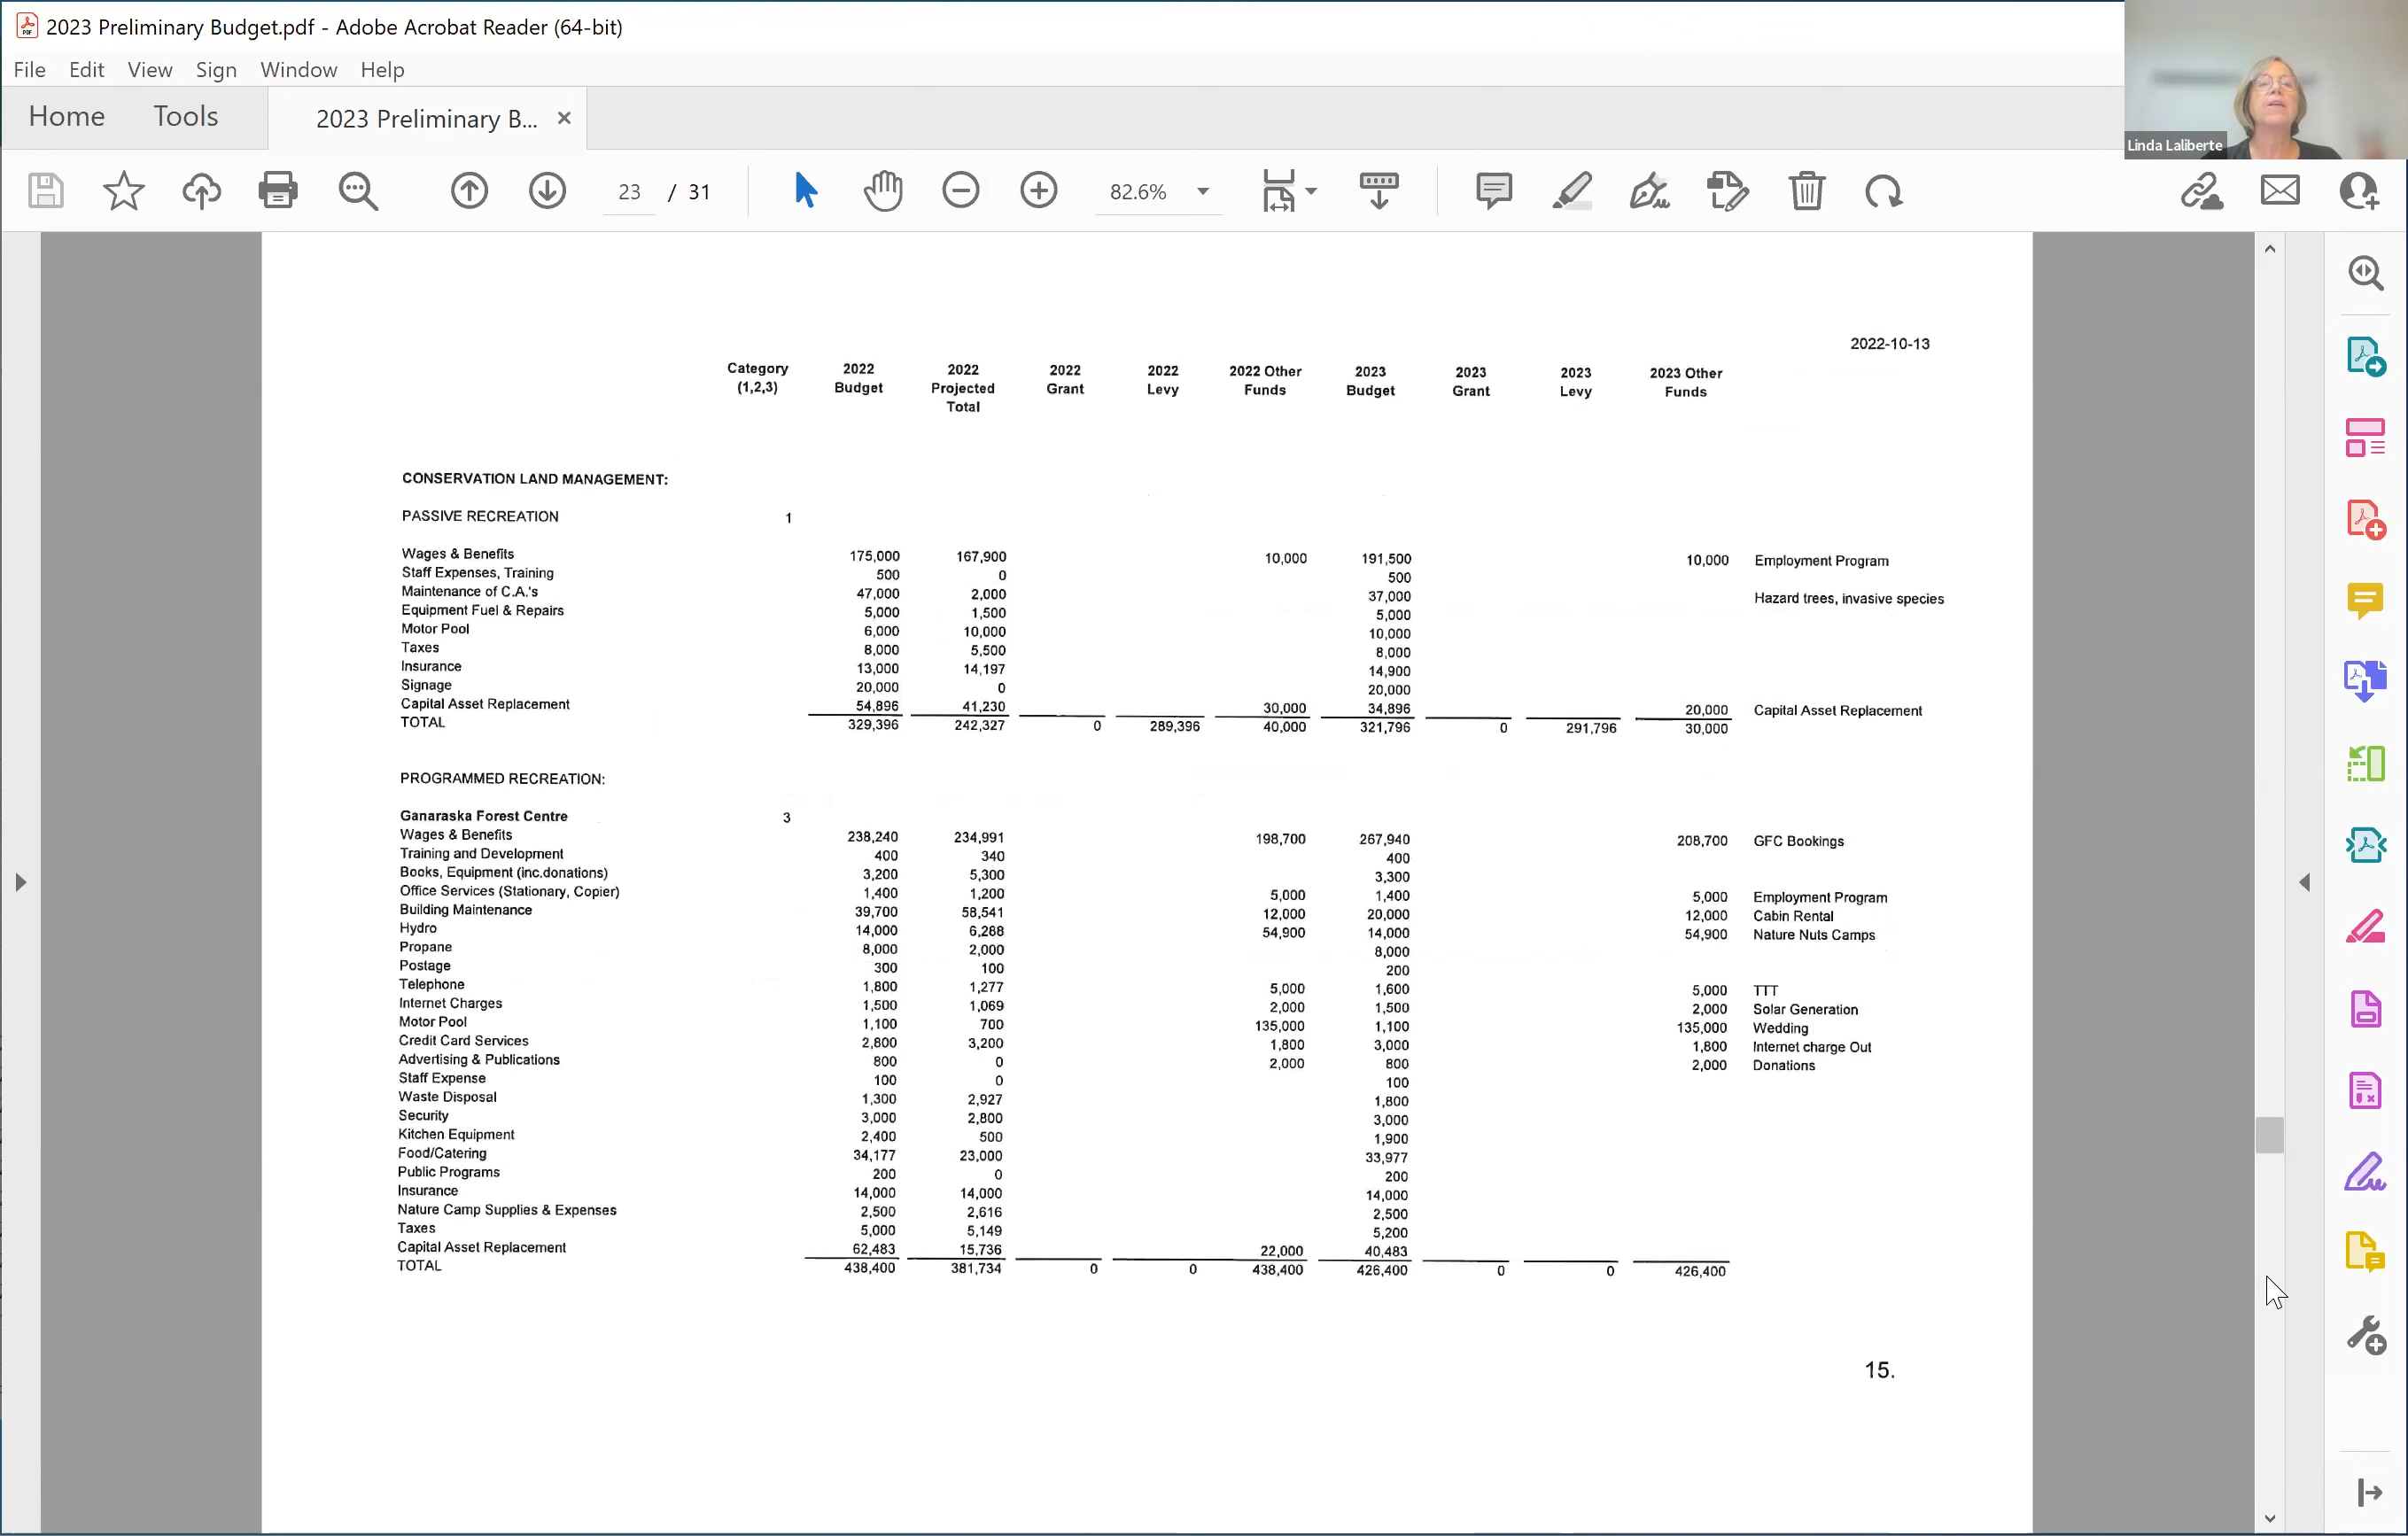 2023 Preliminary Budget.pdf - Adobe Acrobat Reader (64-bit)
File Edit View Sign Window Help
Home Tools 2023 Preliminary B... ×
Linda Laliberte
23 / 31 82.6%
2022-10-13
Category (1,2,3) 2022 Budget 2022 Projected Total 2022 Grant 2022 Levy 2022 Other Funds 2023 Budget 2023 Grant 2023 Levy 2023 Other Funds
CONSERVATION LAND MANAGEMENT:
PASSIVE RECREATION 1
Wages & Benefits 175,000 167,900 10,000 191,500 10,000 Employment Program
Staff Expenses, Training 500 0 500
Maintenance of C.A.'s 47,000 2,000 37,000 Hazard trees, invasive species
Equipment Fuel & Repairs 5,000 1,500 5,000
Motor Pool 6,000 10,000 10,000
Taxes 8,000 5,500 8,000
Insurance 13,000 14,197 14,900
Signage 20,000 0 20,000
Capital Asset Replacement 54,896 41,230 30,000 34,896 20,000 Capital Asset Replacement
TOTAL 329,396 242,327 0 289,396 40,000 321,796 0 291,796 30,000
PROGRAMMED RECREATION:
Ganaraska Forest Centre 3
Wages & Benefits 238,240 234,991 198,700 267,940 208,700 GFC Bookings
Training and Development 400 340 400
Books, Equipment (inc.donations) 3,200 5,300 3,300
Office Services (Stationary, Copier) 1,400 1,200 5,000 1,400 5,000 Employment Program
Building Maintenance 39,700 58,541 12,000 20,000 12,000 Cabin Rental
Hydro 14,000 6,288 54,900 14,000 54,900 Nature Nuts Camps
Propane 8,000 2,000 8,000
Postage 300 100 200
Telephone 1,800 1,277 5,000 1,600 5,000 TTT
Internet Charges 1,500 1,069 2,000 1,500 2,000 Solar Generation
Motor Pool 1,100 700 135,000 1,100 135,000 Wedding
Credit Card Services 2,800 3,200 1,800 3,000 1,800 Internet charge Out
Advertising & Publications 800 0 2,000 800 2,000 Donations
Staff Expense 100 0 100
Waste Disposal 1,300 2,927 1,800
Security 3,000 2,800 3,000
Kitchen Equipment 2,400 500 1,900
Food/Catering 34,177 23,000 33,977
Public Programs 200 0 200
Insurance 14,000 14,000 14,000
Nature Camp Supplies & Expenses 2,500 2,616 2,500
Taxes 5,000 5,149 5,200
Capital Asset Replacement 62,483 15,736 22,000 40,483
TOTAL 438,400 381,734 0 0 438,400 426,400 0 0 426,400
15.